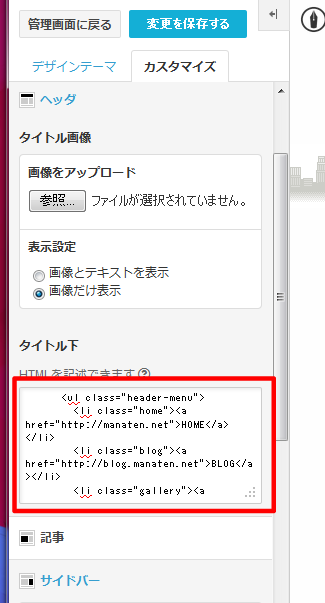 管理画面に戻る 変更を保存する
デザインテーマ カスタマイズ
ヘッダ
タイトル画像
画像をアップロード
参照... ファイルが選択されていません。
表示設定
画像とテキストを表示
画像だけ表示
タイトル下
HTMLを記述できます
<ul class="header-menu">
<li class="home"><a
href="http://manaten.net">HOME</a>
</li>
<li class="blog"><a
href="http://blog.manaten.net">BLOG</a
></li>
<li class="gallery"><a
記事
サイドバー